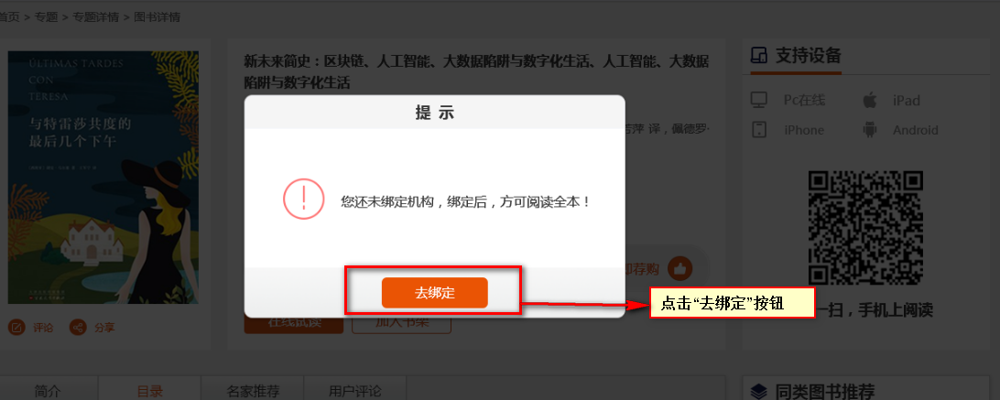 首页 > 专题 > 专题详情 > 图书详情
ÚLTIMAS TARDES
CON
TERESA
与特雷莎共度的
最后几个下午
评论
分享
新未来简史：区块链、人工智能、大数据陷阱与数字化生活、人工智能、大数据
陷阱与数字化生活
萍 译，佩德罗·
提 示
您还未绑定机构，绑定后，方可阅读全本！
去绑定
荐购
在线试读
加入书架
点击“去绑定”按钮
支持设备
Pc在线
iPad
iPhone
Android
一扫，手机上阅读
简介
目录
名家推荐
用户评论
同类图书推荐